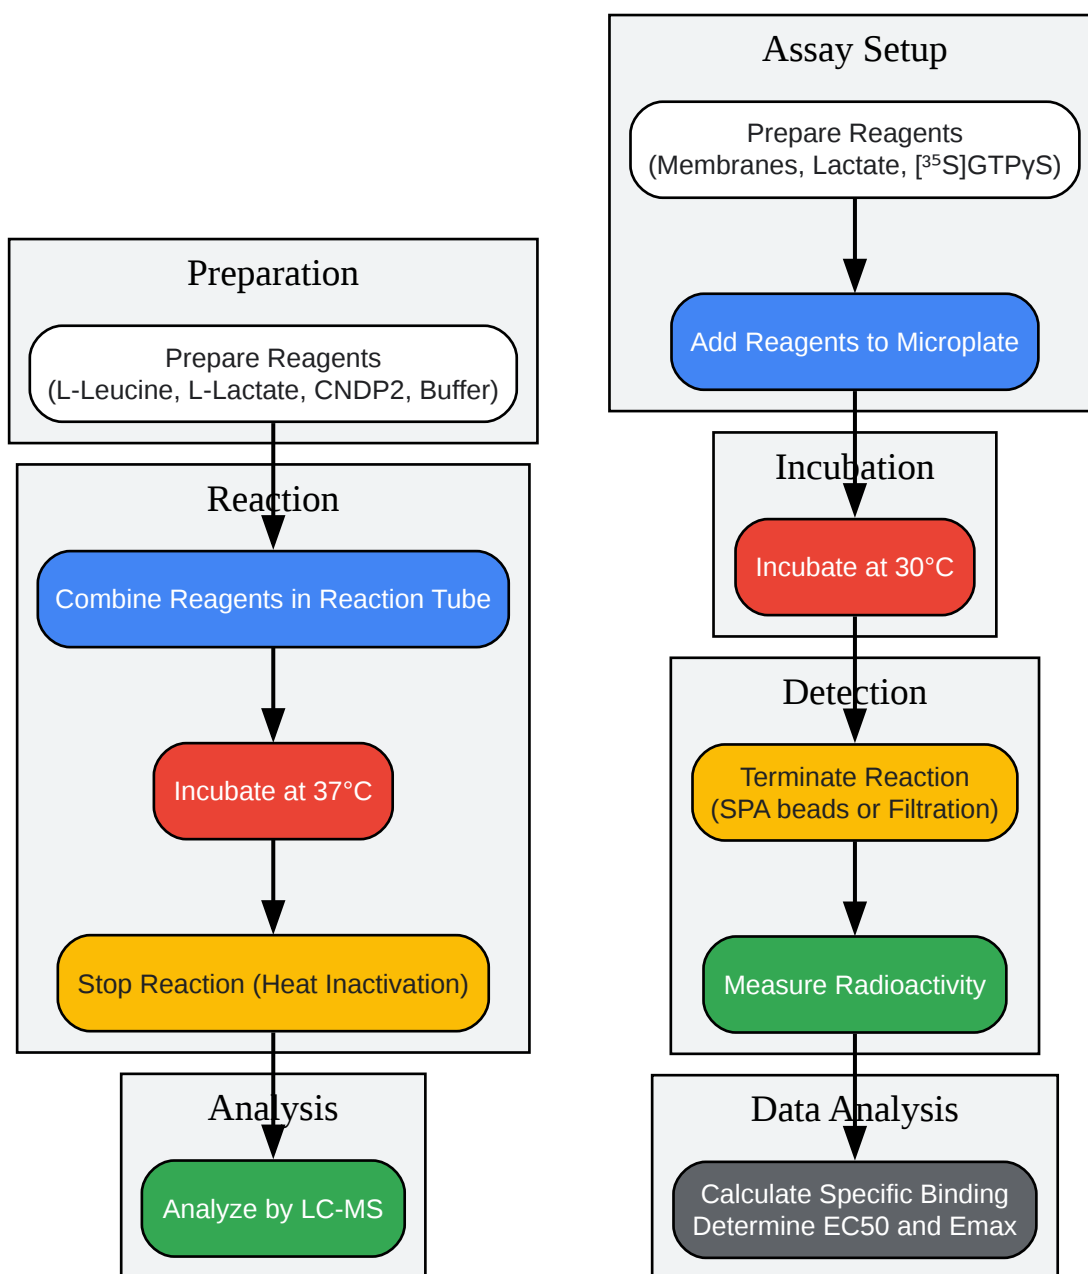 Preparation
Prepare Reagents
(L-Leucine, L-Lactate, CNDP2, Buffer)
Reaction
Combine Reagents in Reaction Tube
Incubate at 37°C
Stop Reaction (Heat Inactivation)
Analysis
Analyze by LC-MS
Assay Setup
Prepare Reagents
(Membranes, Lactate, [³⁵S]GTPγS)
Add Reagents to Microplate
Incubation
Incubate at 30°C
Detection
Terminate Reaction
(SPA beads or Filtration)
Measure Radioactivity
Data Analysis
Calculate Specific Binding
Determine EC50 and Emax